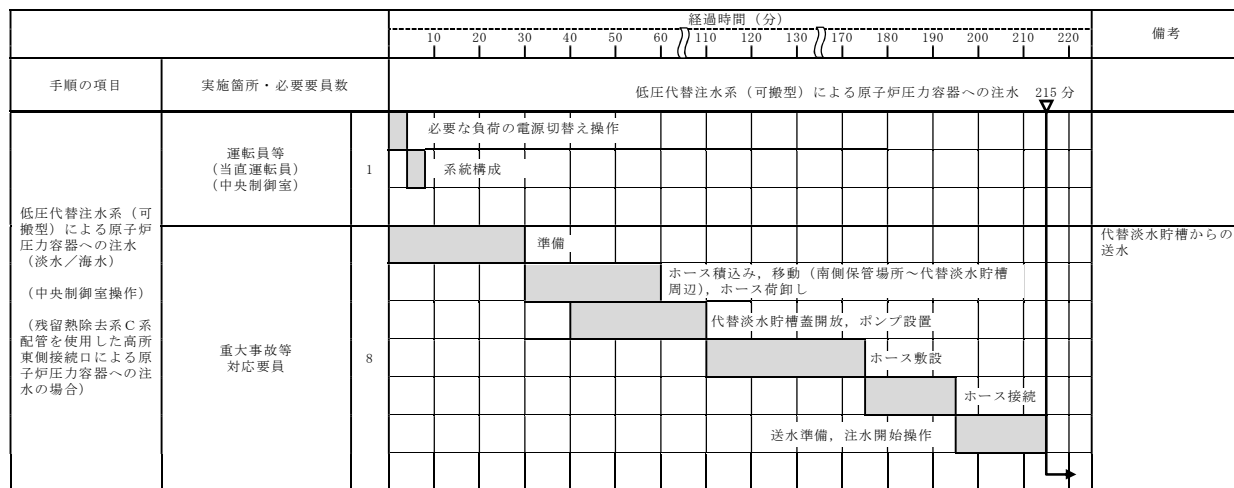 経過時間（分）
備考
10 20 30 40 50 60 110 120 130 170 180 190 200 210 220
手順の項目
実施箇所・必要要員数
低圧代替注水系（可搬型）による原子炉圧力容器への注水 215 分
低圧代替注水系（可
搬型）による原子炉
圧力容器への注水
（淡水／海水）
（中央制御室操作）
（残留熱除去系Ｃ系
配管を使用した高所
東側接続口による原
子炉圧力容器への注
水の場合）
運転員等
（当直運転員）
（中央制御室）
1
必要な負荷の電源切替え操作
系統構成
重大事故等
対応要員
8
準備
ホース積込み，移動（南側保管場所～代替淡水貯槽
周辺），ホース荷卸し
代替淡水貯槽蓋開放，ポンプ設置
ホース敷設
ホース接続
送水準備，注水開始操作
代替淡水貯槽からの
送水